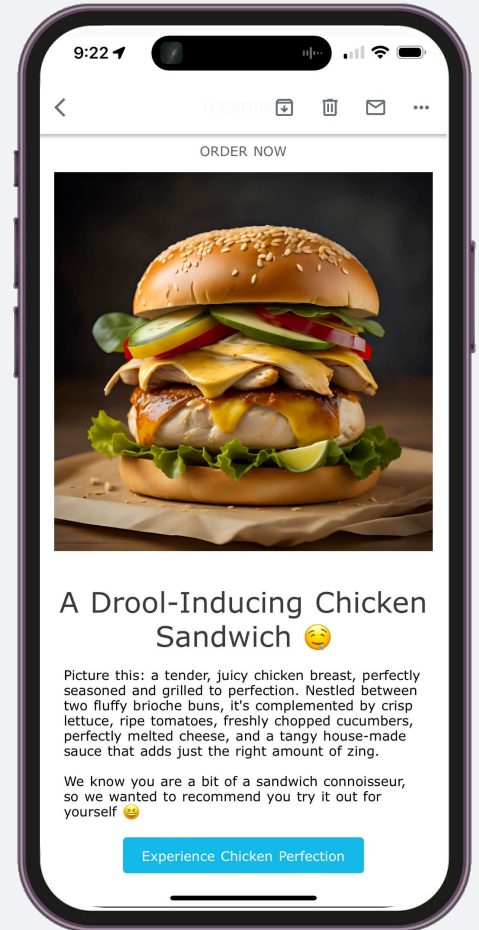 9:22
LOCATION
ORDER NOW
A Drool-Inducing Chicken
Sandwich 🤤
Picture this: a tender, juicy chicken breast, perfectly
seasoned and grilled to perfection. Nestled between
two fluffy brioche buns, it's complemented by crisp
lettuce, ripe tomatoes, freshly chopped cucumbers,
perfectly melted cheese, and a tangy house-made
sauce that adds just the right amount of zing.
We know you are a bit of a sandwich connoisseur,
so we wanted to recommend you try it out for
yourself 😆
Experience Chicken Perfection